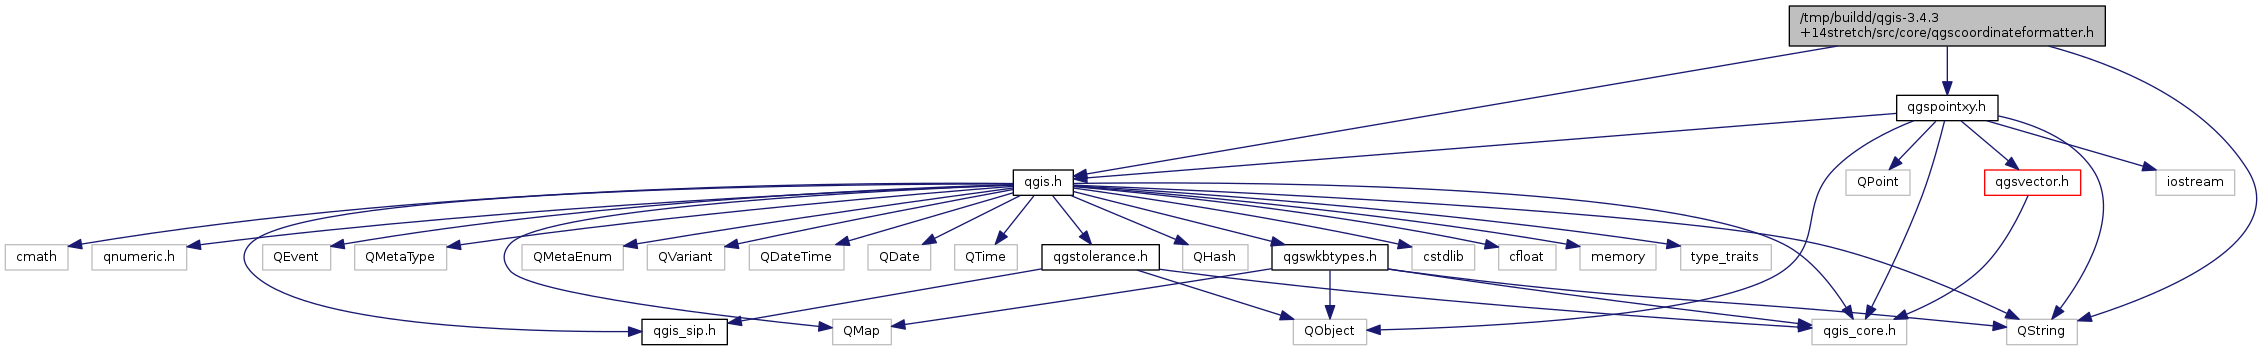 /tmp/buildd/qgis-3.4.3
+14stretch/src/core/qgscoordinateformatter.h
qgspointxy.h
qgis.h
QPoint
qgsvector.h
iostream
cmath
qnumeric.h
QEvent
QMetaType
QMetaEnum
QVariant
QDateTime
QDate
QTime
qgstolerance.h
QHash
qgswkbtypes.h
cstdlib
cfloat
memory
type_traits
qgis_sip.h
QMap
QObject
qgis_core.h
QString